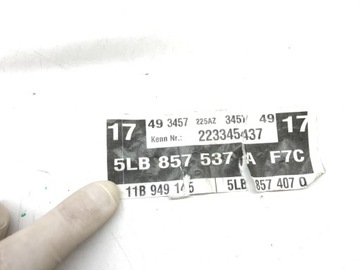 17 49 3457 225AZ 3457 49 17
Kenn Nr.: 223345437
5LB 857 537 A F7C
11B 949 145 5LB 857 407 Q